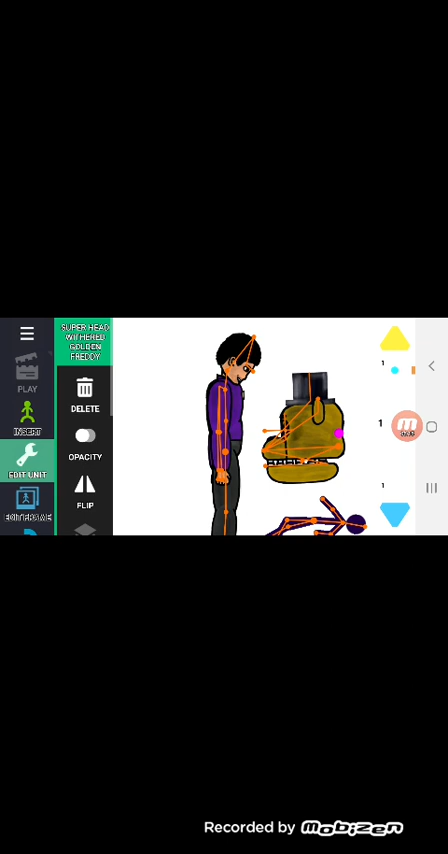 SUPER HEAD
WITHERED
GOLDEN
FREDDY
PLAY
DELETE
INSERT
OPACITY
EDIT UNIT
FLIP
EDIT FRAME
1
1
1
Recorded by mobizen